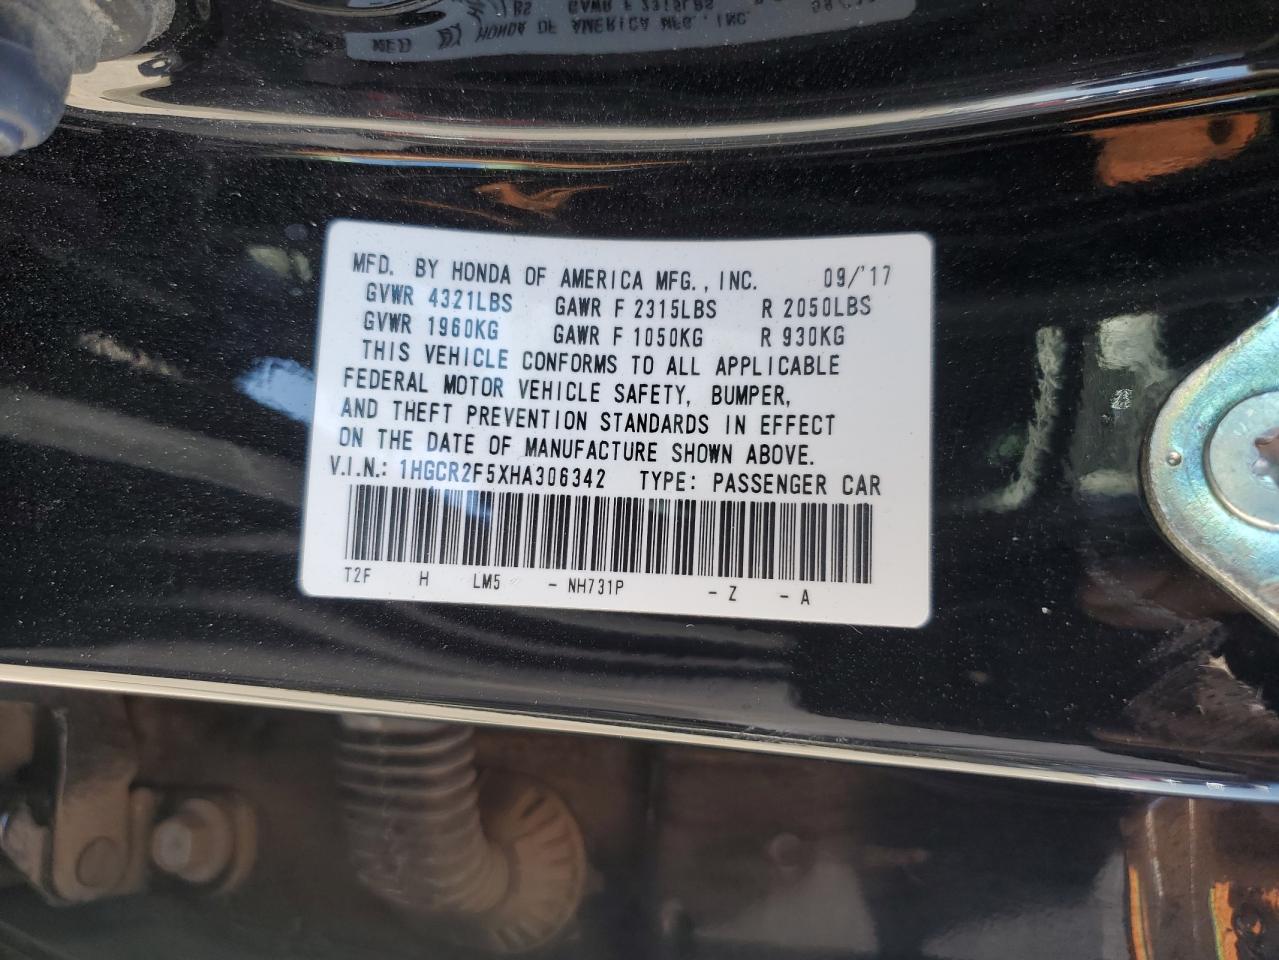 MFD. BY HONDA OF AMERICA MFG., INC. 09/'17
GVWR 4321LBS GAWR F 2315LBS R 2050LBS
GVWR 1960KG GAWR F 1050KG R 930KG
THIS VEHICLE CONFORMS TO ALL APPLICABLE
FEDERAL MOTOR VEHICLE SAFETY, BUMPER,
AND THEFT PREVENTION STANDARDS IN EFFECT
ON THE DATE OF MANUFACTURE SHOWN ABOVE.
V.I.N.: 1HGCR2F5XHA306342 TYPE: PASSENGER CAR
T2F H LM5 - NH731P - Z - A